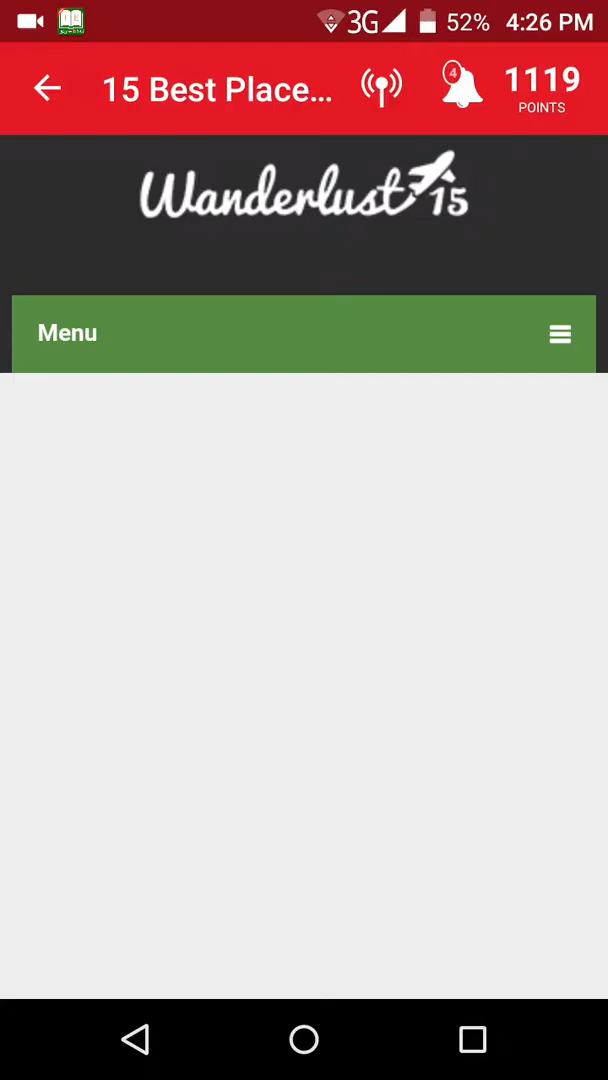 3G 52% 4:26 PM
15 Best Place... 4 1119
POINTS
Wanderlust 15
Menu